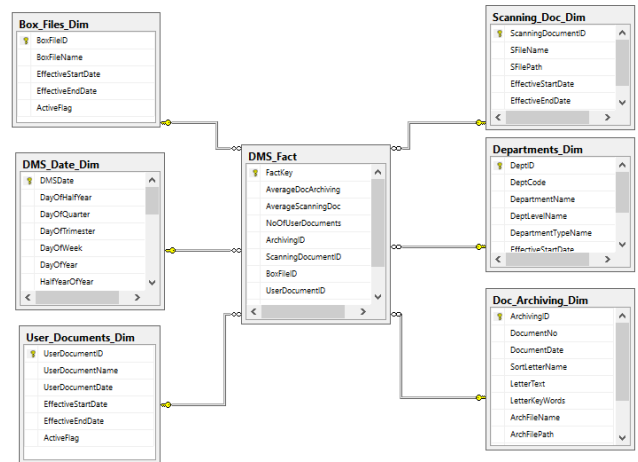 Box_Files_Dim
BoxFileID
BoxFileName
EffectiveStartDate
EffectiveEndDate
ActiveFlag
DMS_Date_Dim
DMSDate
DayOfHalfYear
DayOfQuarter
DayOfTrimester
DayOfWeek
DayOfYear
HalfYearOfYear
User_Documents_Dim
UserDocumentID
UserDocumentName
UserDocumentDate
EffectiveStartDate
EffectiveEndDate
ActiveFlag
DMS_Fact
FactKey
AverageDocArchiving
AverageScanningDoc
NoOfUserDocuments
ArchivingID
ScanningDocumentID
BoxFileID
UserDocumentID
Scanning_Doc_Dim
ScanningDocumentID
SFileName
SFilePath
EffectiveStartDate
EffectiveEndDate
Departments_Dim
DeptID
DeptCode
DepartmentName
DeptLevelName
DepartmentTypeName
EffectiveStartDate
Doc_Archiving_Dim
ArchivingID
DocumentNo
DocumentDate
SortLetterName
LetterText
LetterKeyWords
ArchFileName
ArchFilePath